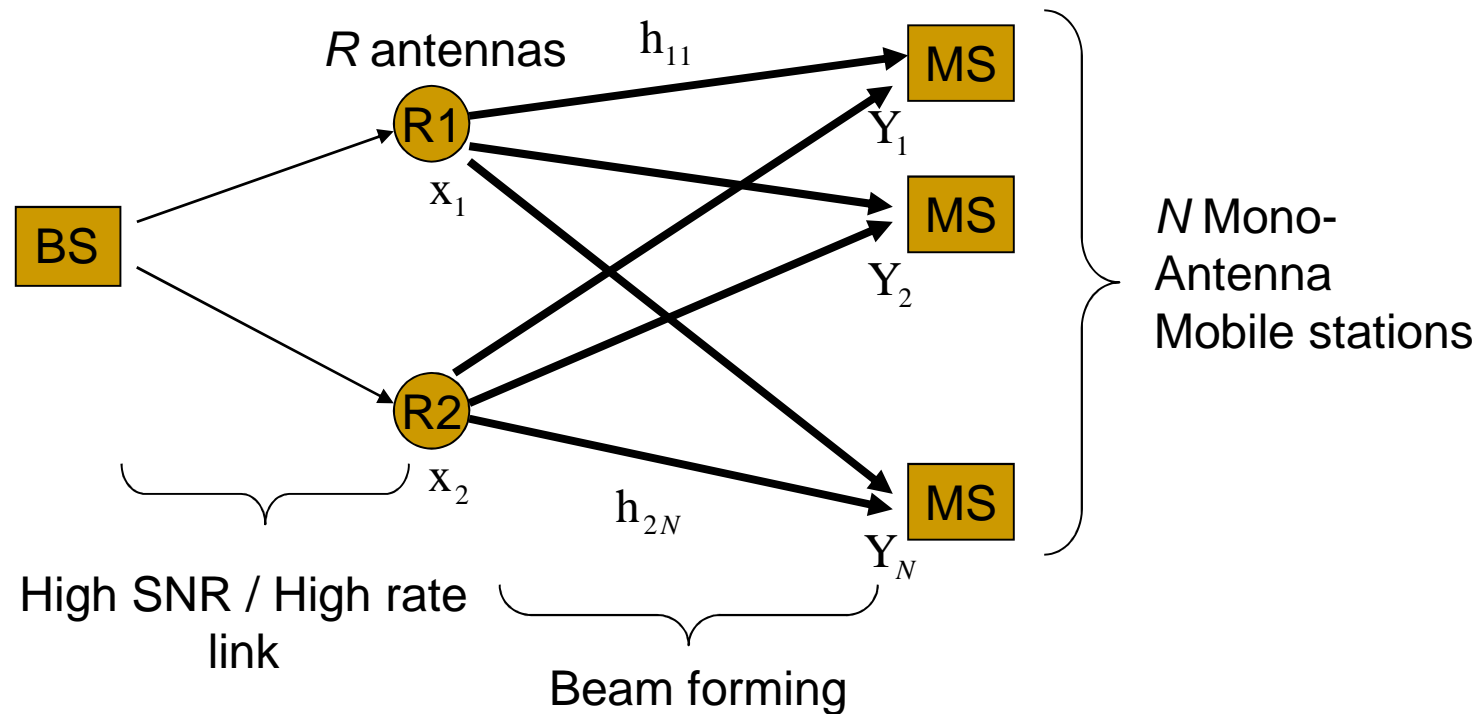 R antennas
h11
MS
R1
Y1
x1
MS
BS
Y2
N Mono-
Antenna
Mobile stations
R2
x2
h2N
MS
YN
High SNR / High rate
link
Beam forming